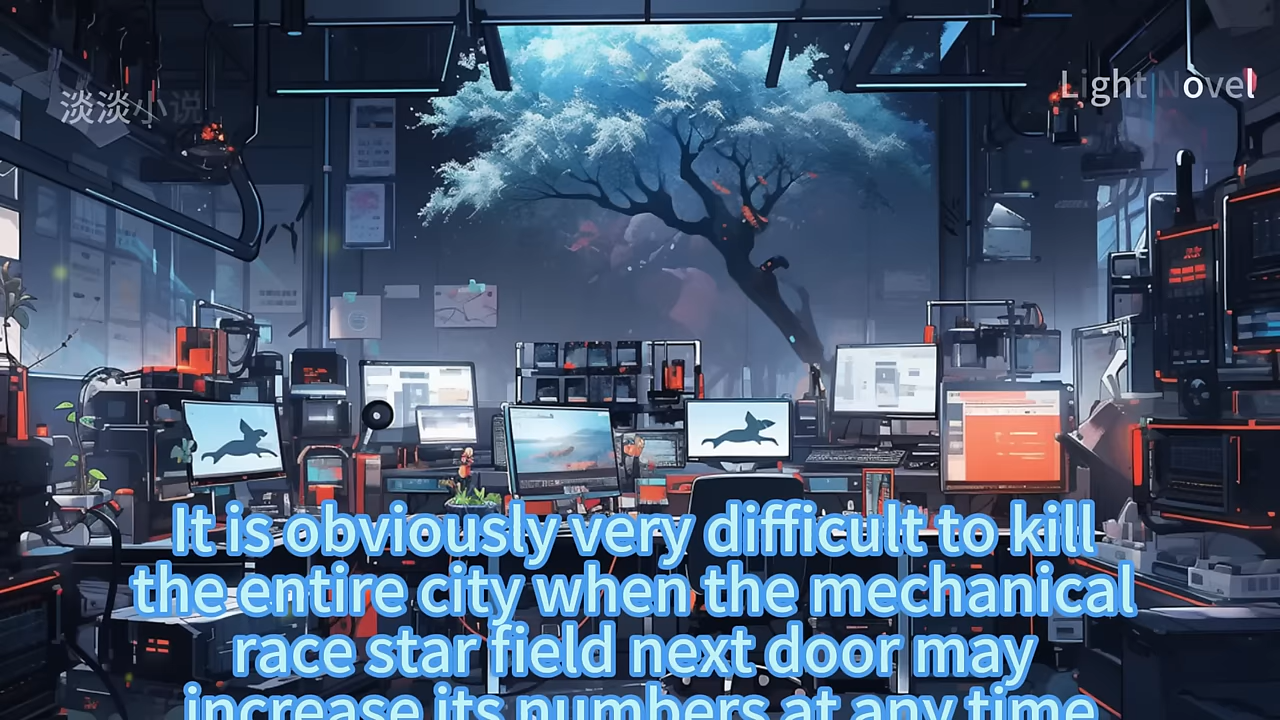 淡淡小说
Light Novel
It is obviously very difficult to kill
the entire city when the mechanical
race star field next door may
increase its numbers at any time